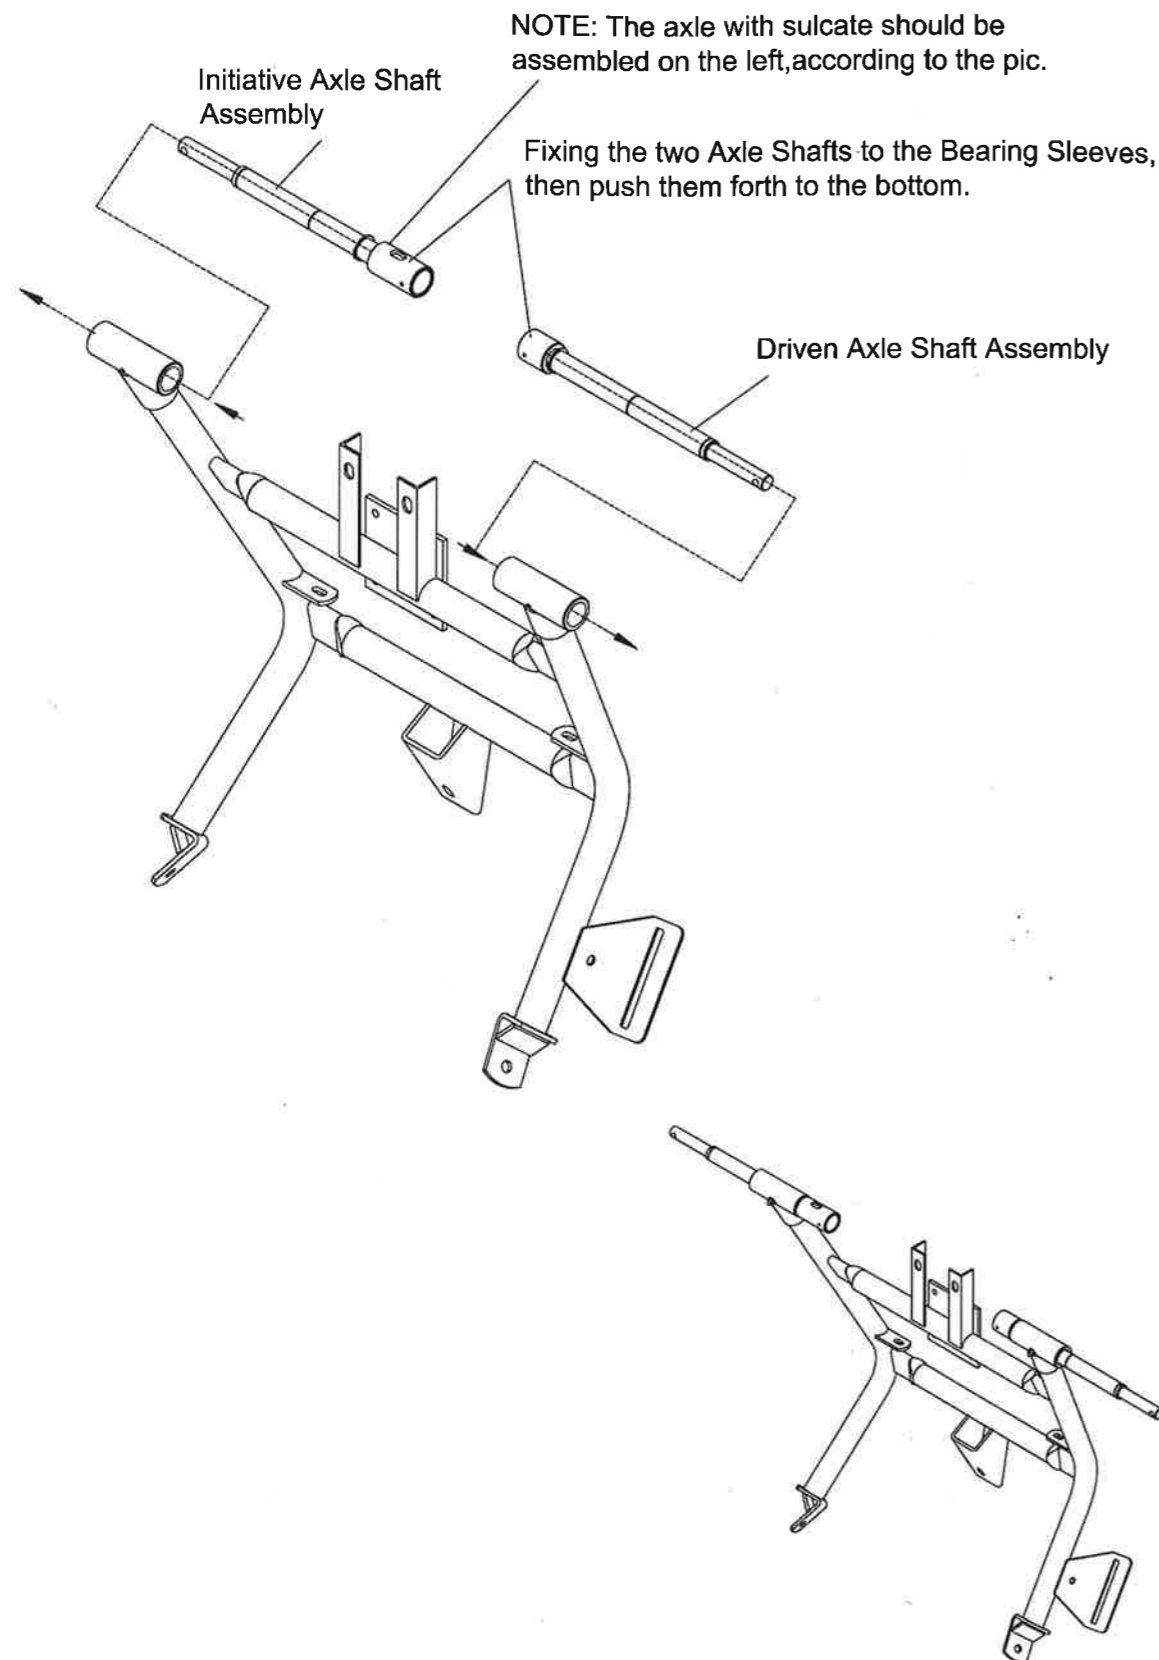 NOTE: The axle with sulcate should be
assembled on the left,according to the pic.
Initiative Axle Shaft
Assembly
Fixing the two Axle Shafts to the Bearing Sleeves,
then push them forth to the bottom.
Driven Axle Shaft Assembly